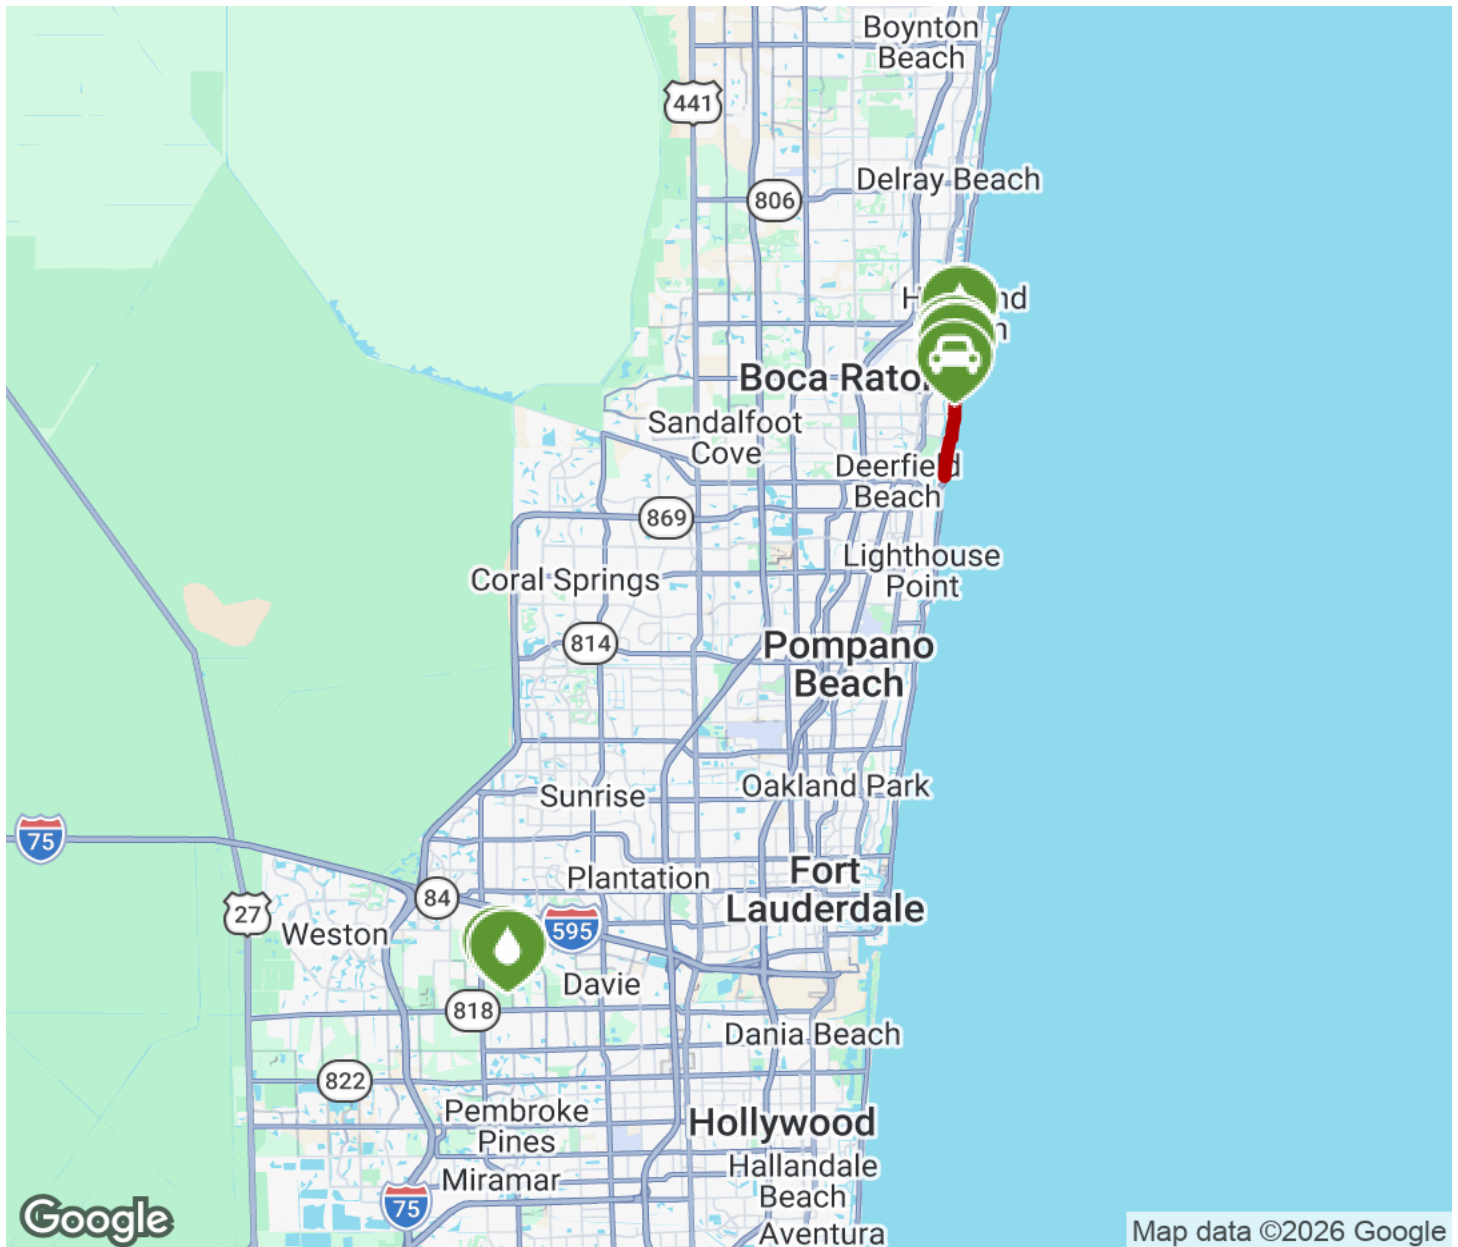 Boynton
Beach
441
Delray Beach
806
H nd
n
Boca Rato
Sandalfoot
Cove
Deerfield
Beach
869
Lighthouse
Point
Coral Springs
814
Pompano
Beach
Oakland Park
Sunrise
75
Plantation
Fort
Lauderdale
84
27
Weston
595
Davie
818
Dania Beach
822
Pembroke
Pines
Hollywood
Hallandale
Beach
Miramar
75
Aventura
Google
Map data ©2026 Google